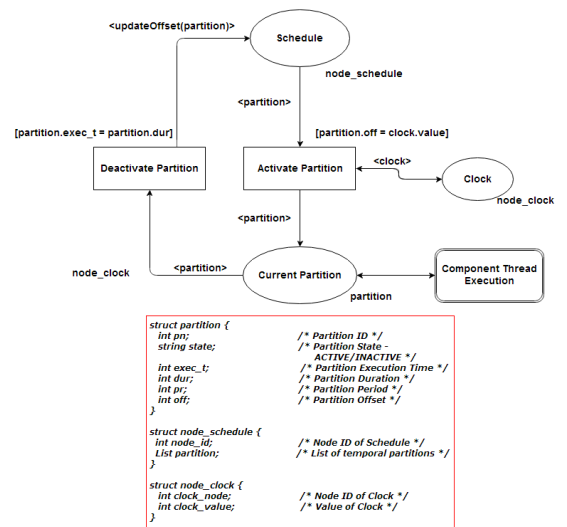 <updateOffset(partition)>
Schedule
node_schedule
<partition>
[partition.exec_t = partition.dur]
[partition.off = clock.value]
<clock>
Deactivate Partition
Activate Partition
Clock
node_clock
<partition>
node_clock
<partition>
Current Partition
Component Thread
Execution
partition
struct partition {
int pn; /* Partition ID */
string state; /* Partition State -
ACTIVE/INACTIVE */
int exec_t; /* Partition Execution Time */
int dur; /* Partition Duration */
int pr; /* Partition Period */
int off; /* Partition Offset */
}
struct node_schedule {
int node_id; /* Node ID of Schedule */
List partition; /* List of temporal partitions */
}
struct node_clock {
int clock_node; /* Node ID of Clock */
int clock_value; /* Value of Clock */
}